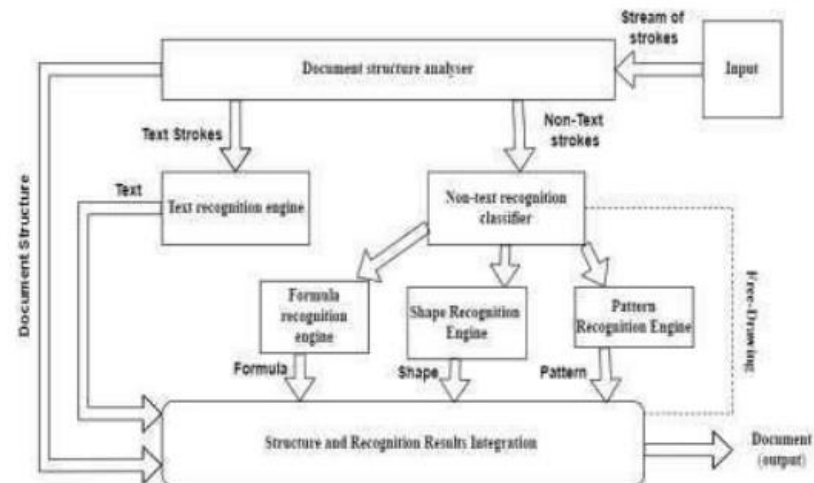 Stream of
strokes
Document structure analyser
Input
Text Strokes
Non-Text
strokes
Text
Text recognition engine
Non-text recognition
classifier
Document Structure
Formula
recognition
engine
Shape Recognition
Engine
Pattern
Recognition Engine
Free-Drawing
Formula
Shape
Pattern
Structure and Recognition Results Integration
Document
(output)